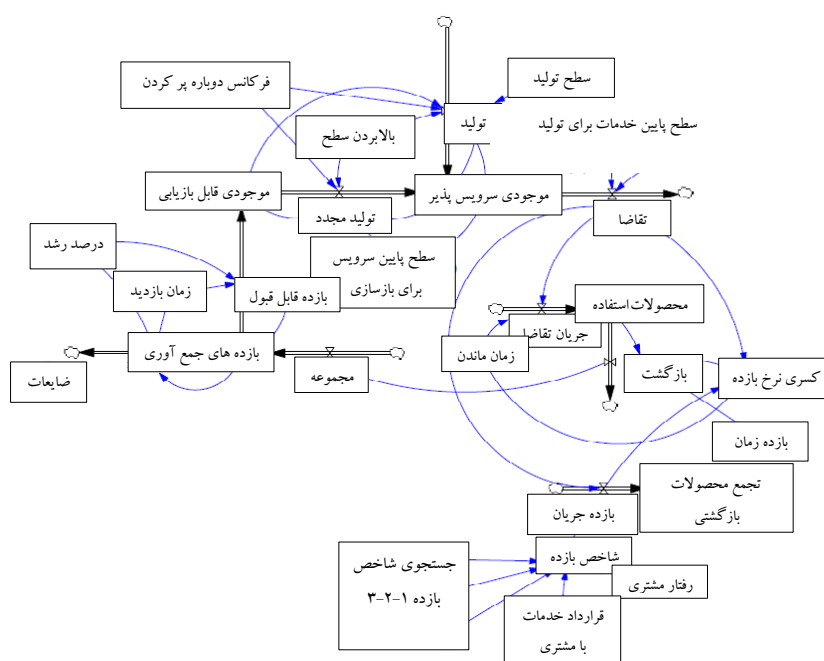 فرکانس دوباره پر کردن
سطح تولید
تولید
سطح پایین خدمات برای تولید
بالابردن سطح
موجودی قابل بازیابی
موجودی سرویس پذیر
تولید مجدد
تقاضا
درصد رشد
سطح پایین سرویس
برای بازسازی
زمان بازدید
بازده قابل قبول
محصولات استفاده
جریان تقاضا
زمان ماندن
بازده های جمع آوری
ضایعات
مجموعه
بازگشت
کسری نرخ بازده
بازده زمان
تجمع محصولات
بازگشتی
بازده جریان
شاخص بازده
جستجوی شاخص
بازده ۱-۲-۳
رفتار مشتری
قرارداد خدمات
با مشتری